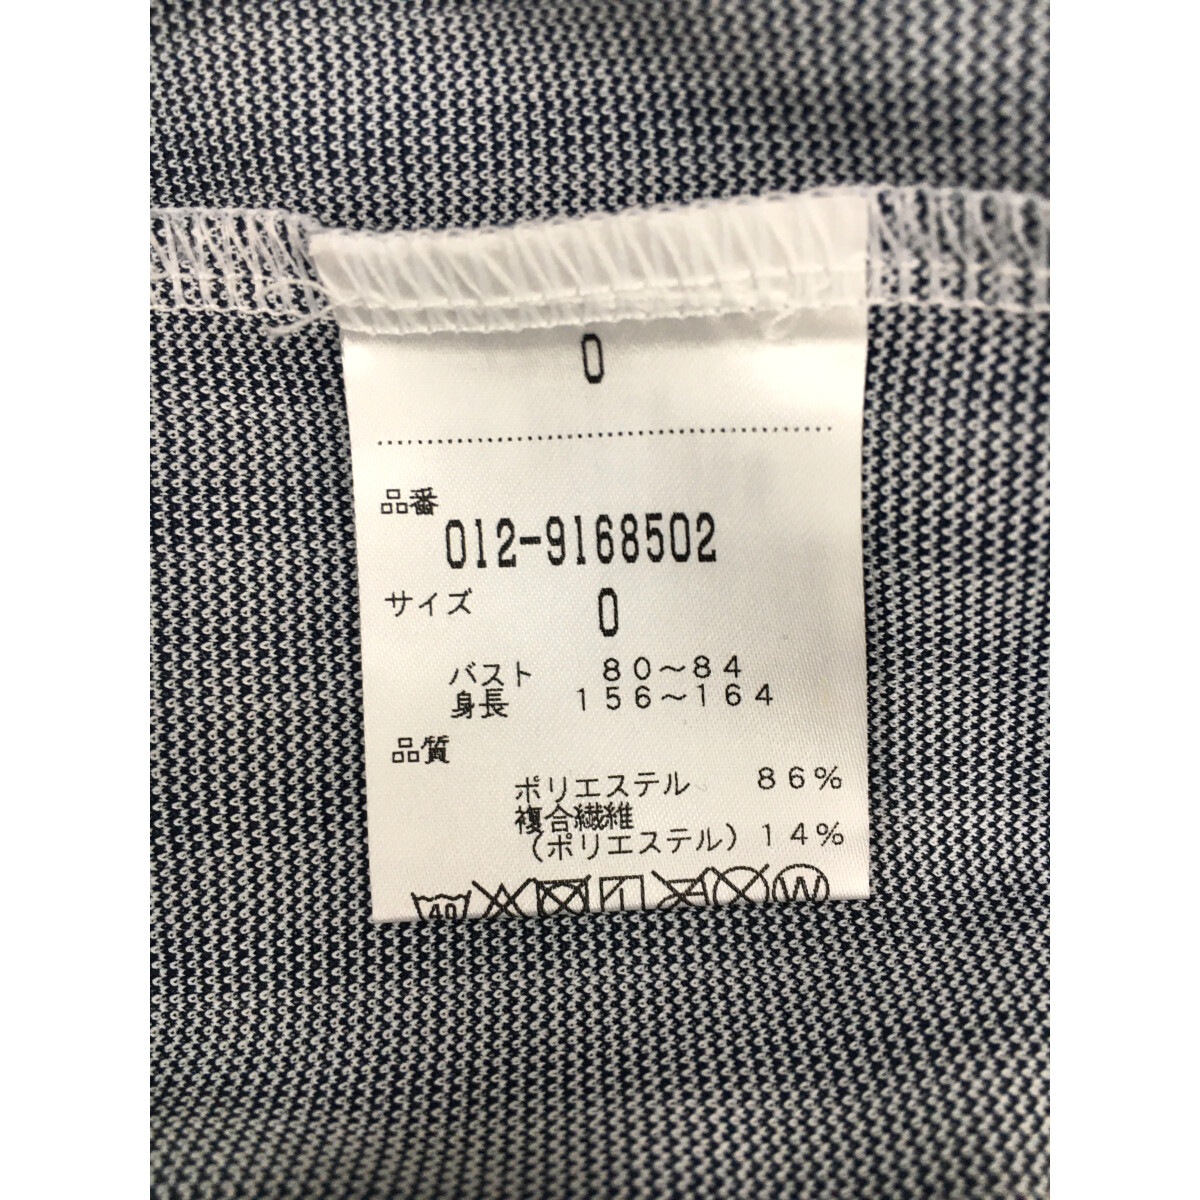 0
品番
012-9168502
サイズ 0
バスト 80～84
身長 156～164
品質
ポリエステル 86%
複合繊維
(ポリエステル) 14%
40 W